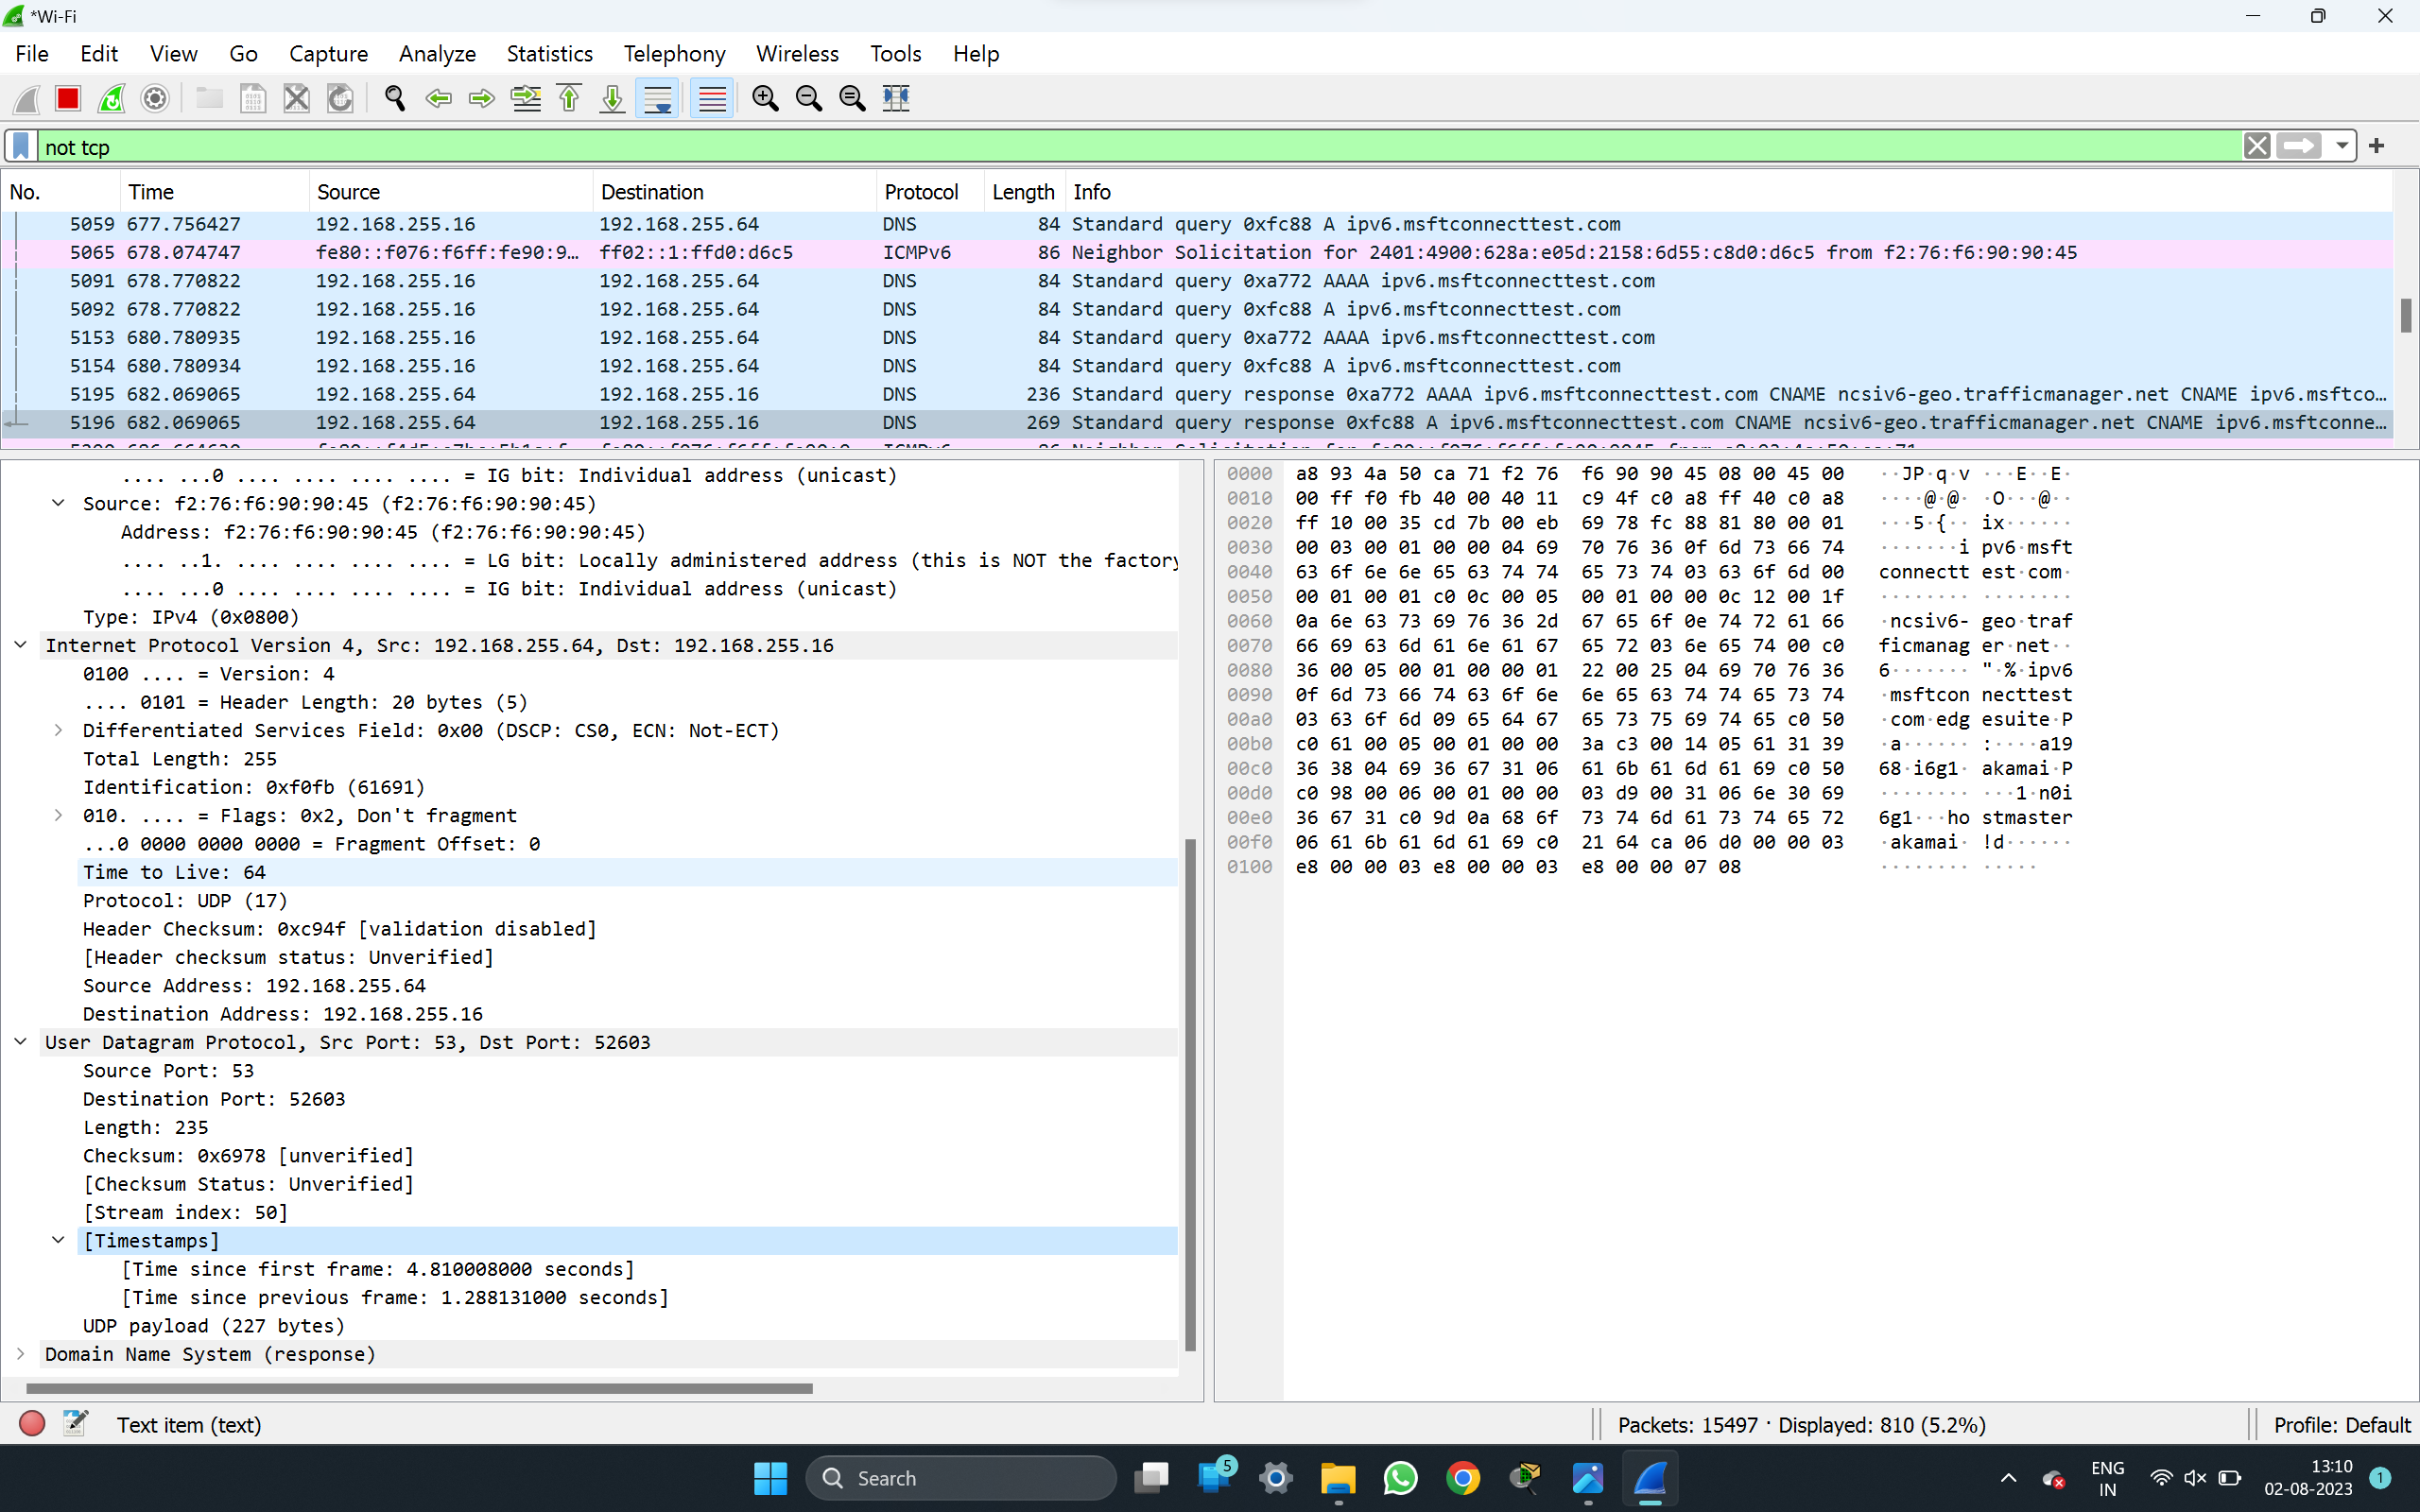 *Wi-Fi
File Edit View Go Capture Analyze Statistics Telephony Wireless Tools Help
not tcp
No. Time Source Destination Protocol Length Info
5059 677.756427 192.168.255.16 192.168.255.64 DNS 84 Standard query 0xfc88 A ipv6.msftconnecttest.com
5065 678.074747 fe80::f076:f6ff:fe90:9… ff02::1:ffd0:d6c5 ICMPv6 86 Neighbor Solicitation for 2401:4900:628a:e05d:2158:6d55:c8d0:d6c5 from f2:76:f6:90:90:45
5091 678.770822 192.168.255.16 192.168.255.64 DNS 84 Standard query 0xa772 AAAA ipv6.msftconnecttest.com
5092 678.770822 192.168.255.16 192.168.255.64 DNS 84 Standard query 0xfc88 A ipv6.msftconnecttest.com
5153 680.780935 192.168.255.16 192.168.255.64 DNS 84 Standard query 0xa772 AAAA ipv6.msftconnecttest.com
5154 680.780934 192.168.255.16 192.168.255.64 DNS 84 Standard query 0xfc88 A ipv6.msftconnecttest.com
5195 682.069065 192.168.255.64 192.168.255.16 DNS 236 Standard query response 0xa772 AAAA ipv6.msftconnecttest.com CNAME ncsiv6-geo.trafficmanager.net CNAME ipv6.msftco…
5196 682.069065 192.168.255.64 192.168.255.16 DNS 269 Standard query response 0xfc88 A ipv6.msftconnecttest.com CNAME ncsiv6-geo.trafficmanager.net CNAME ipv6.msftconne…
.... ...0 .... .... .... .... = IG bit: Individual address (unicast)
Source: f2:76:f6:90:90:45 (f2:76:f6:90:90:45)
Address: f2:76:f6:90:90:45 (f2:76:f6:90:90:45)
.... ..1. .... .... .... .... = LG bit: Locally administered address (this is NOT the factory
.... ...0 .... .... .... .... = IG bit: Individual address (unicast)
Type: IPv4 (0x0800)
Internet Protocol Version 4, Src: 192.168.255.64, Dst: 192.168.255.16
0100 .... = Version: 4
.... 0101 = Header Length: 20 bytes (5)
Differentiated Services Field: 0x00 (DSCP: CS0, ECN: Not-ECT)
Total Length: 255
Identification: 0xf0fb (61691)
010. .... = Flags: 0x2, Don't fragment
...0 0000 0000 0000 = Fragment Offset: 0
Time to Live: 64
Protocol: UDP (17)
Header Checksum: 0xc94f [validation disabled]
[Header checksum status: Unverified]
Source Address: 192.168.255.64
Destination Address: 192.168.255.16
User Datagram Protocol, Src Port: 53, Dst Port: 52603
Source Port: 53
Destination Port: 52603
Length: 235
Checksum: 0x6978 [unverified]
[Checksum Status: Unverified]
[Stream index: 50]
[Timestamps]
[Time since first frame: 4.810008000 seconds]
[Time since previous frame: 1.288131000 seconds]
UDP payload (227 bytes)
Domain Name System (response)
0000 a8 93 4a 50 ca 71 f2 76 f6 90 90 45 08 00 45 00 ··JP·q·v ···E··E·
0010 00 ff f0 fb 40 00 40 11 c9 4f c0 a8 ff 40 c0 a8 ····@·@· ·O···@··
0020 ff 10 00 35 cd 7b 00 eb 69 78 fc 88 81 80 00 01 ···5·{·· ix······
0030 00 03 00 01 00 00 04 69 70 76 36 0f 6d 73 66 74 ·······i pv6·msft
0040 63 6f 6e 6e 65 63 74 74 65 73 74 03 63 6f 6d 00 connectt est·com·
0050 00 01 00 01 c0 0c 00 05 00 01 00 00 0c 12 00 1f ········ ········
0060 0a 6e 63 73 69 76 36 2d 67 65 6f 0e 74 72 61 66 ·ncsiv6- geo·traf
0070 66 69 63 6d 61 6e 61 67 65 72 03 6e 65 74 00 c0 ficmanag er·net··
0080 36 00 05 00 01 00 00 01 22 00 25 04 69 70 76 36 6······· "·%·ipv6
0090 0f 6d 73 66 74 63 6f 6e 6e 65 63 74 74 65 73 74 ·msftcon necttest
00a0 03 63 6f 6d 09 65 64 67 65 73 75 69 74 65 c0 50 ·com·edg esuite·P
00b0 c0 61 00 05 00 01 00 00 3a c3 00 14 05 61 31 39 ·a······ :····a19
00c0 36 38 04 69 36 67 31 06 61 6b 61 6d 61 69 c0 50 68·i6g1· akamai·P
00d0 c0 98 00 06 00 01 00 00 03 d9 00 31 06 6e 30 69 ········ ···1·n0i
00e0 36 67 31 c0 9d 0a 68 6f 73 74 6d 61 73 74 65 72 6g1···ho stmaster
00f0 06 61 6b 61 6d 61 69 c0 21 64 ca 06 d0 00 00 03 ·akamai· !d······
0100 e8 00 00 03 e8 00 00 03 e8 00 00 07 08 ········ ·····
Text item (text)
Packets: 15497 · Displayed: 810 (5.2%)
Profile: Default
Search
5
ENG
IN
13:10
02-08-2023
1